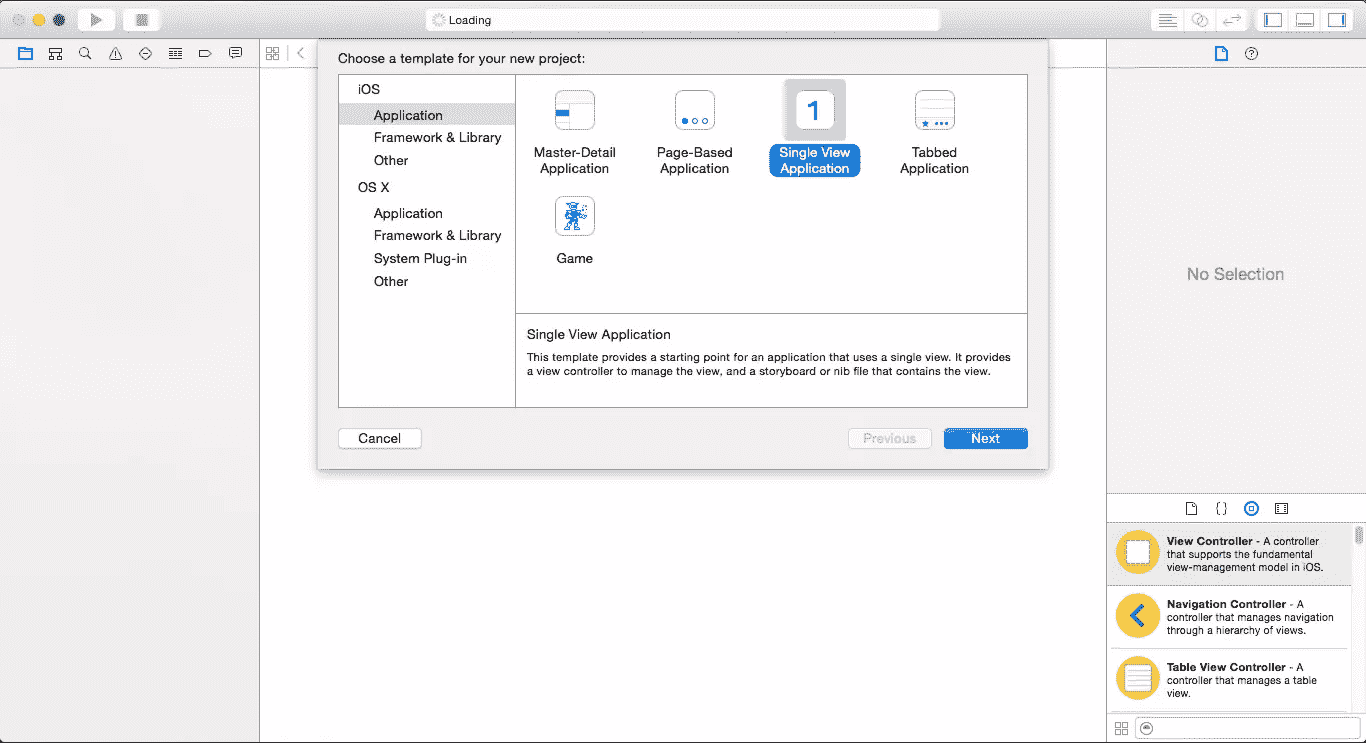 Loading
Choose a template for your new project:
iOS
Application
Framework & Library
Other
OS X
Application
Framework & Library
System Plug-in
Other
Master-Detail
Application
Page-Based
Application
1
Single View
Application
Tabbed
Application
Game
Single View Application
This template provides a starting point for an application that uses a single view. It provides
a view controller to manage the view, and a storyboard or nib file that contains the view.
Cancel
Previous
Next
No Selection
View Controller - A controller
that supports the fundamental
view-management model in iOS.
Navigation Controller - A
controller that manages navigation
through a hierarchy of views.
Table View Controller - A
controller that manages a table
view.